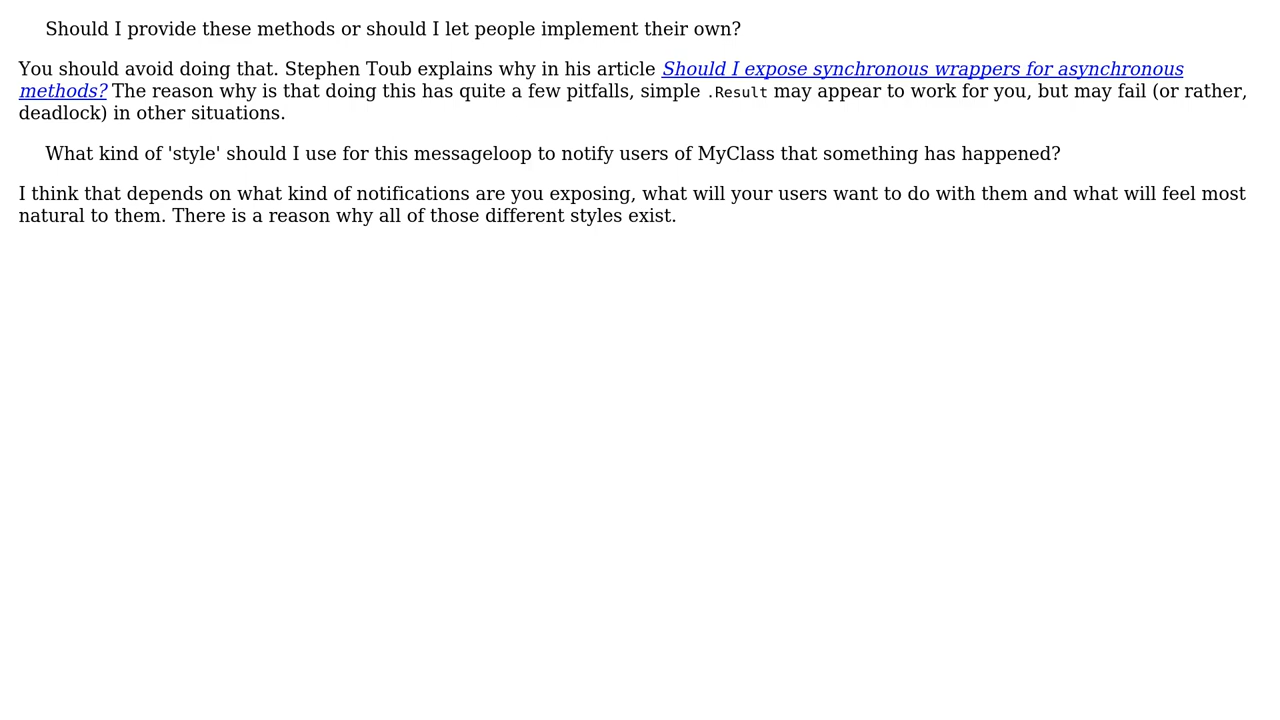 Should I provide these methods or should I let people implement their own?
You should avoid doing that. Stephen Toub explains why in his article Should I expose synchronous wrappers for asynchronous
methods? The reason why is that doing this has quite a few pitfalls, simple .Result may appear to work for you, but may fail (or rather,
deadlock) in other situations.
What kind of 'style' should I use for this messageloop to notify users of MyClass that something has happened?
I think that depends on what kind of notifications are you exposing, what will your users want to do with them and what will feel most
natural to them. There is a reason why all of those different styles exist.